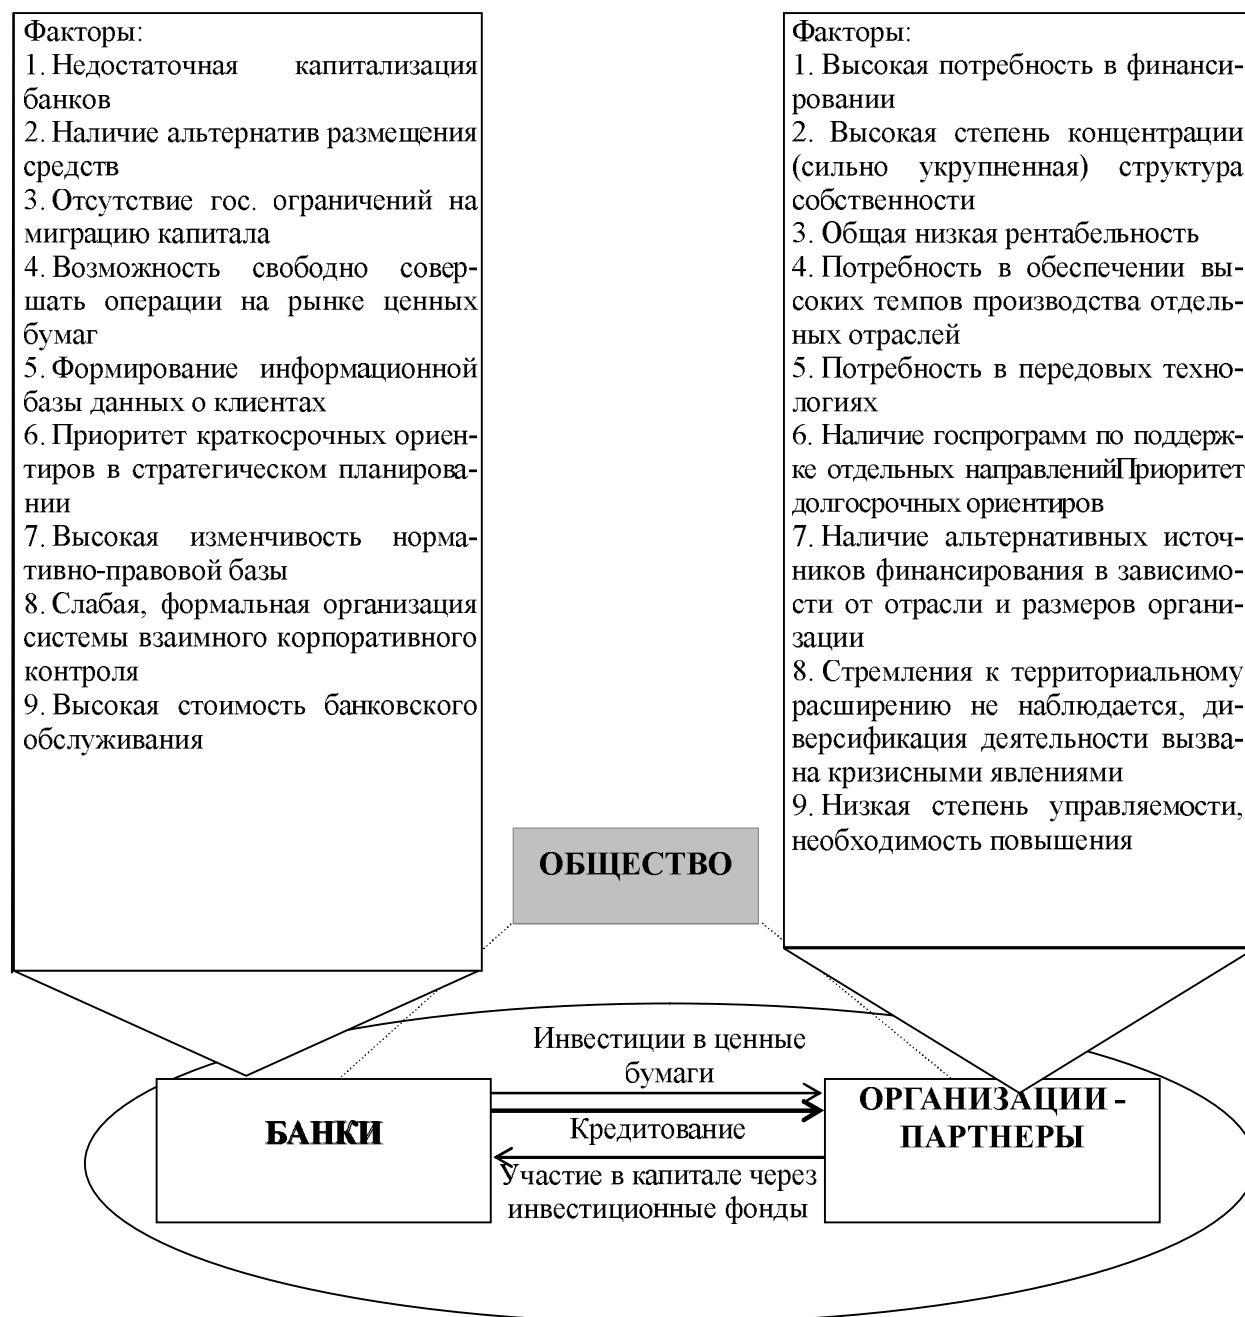 Факторы:
1. Недостаточная капитализация
банков
2. Наличие альтернатив размещения
средств
3. Отсутствие гос. ограничений на
миграцию капитала
4. Возможность свободно совер-
шать операции на рынке ценных
бумаг
5. Формирование информационной
базы данных о клиентах
6. Приоритет краткосрочных ориен-
тиров в стратегическом планирова-
нии
7. Высокая изменчивость норма-
тивно-правовой базы
8. Слабая, формальная организация
системы взаимного корпоративного
контроля
9. Высокая стоимость банковского
обслуживания
Факторы:
1. Высокая потребность в финанси-
ровании
2. Высокая степень концентрации
(сильно укрупненная) структура
собственности
3. Общая низкая рентабельность
4. Потребность в обеспечении вы-
соких темпов производства отдель-
ных отраслей
5. Потребность в передовых техно-
логиях
6. Наличие госпрограмм по поддерж-
ке отдельных направленийПриоритет
долгосрочных ориентиров
7. Наличие альтернативных источ-
ников финансирования в зависимо-
сти от отрасли и размеров органи-
зации
8. Стремления к территориальному
расширению не наблюдается, ди-
версификация деятельности вызва-
на кризисными явлениями
9. Низкая степень управляемости,
необходимость повышения
ОБЩЕСТВО
Инвестиции в ценные
бумаги
БАНКИ
Кредитование
Участие в капитале через
инвестиционные фонды
ОРГАНИЗАЦИИ -
ПАРТНЕРЫ